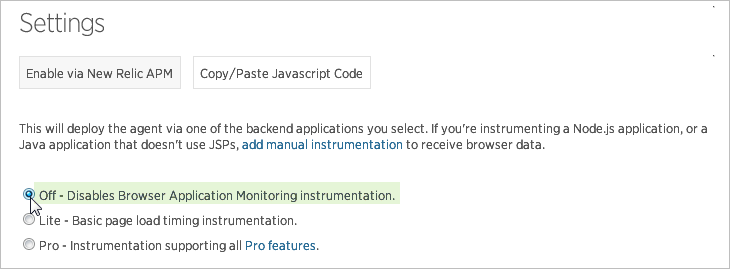 Settings
Enable via New Relic APM
Copy/Paste Javascript Code
This will deploy the agent via one of the backend applications you select. If you're instrumenting a Node.js application, or a
Java application that doesn't use JSPs, add manual instrumentation to receive browser data.
Off - Disables Browser Application Monitoring instrumentation.
Lite - Basic page load timing instrumentation.
Pro - Instrumentation supporting all Pro features.